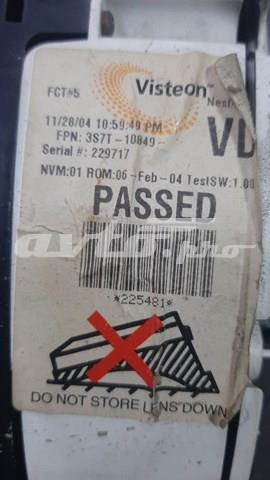 FCT#5
Visteon
11/28/04 10:59:49 PM
FPN: 3S7T-10849-
Serial #: 229717
VD
NVM:01 ROM:06-Feb-04 TestSW:1.00
PASSED
avto.pro
*225481*
DO NOT STORE LENS DOWN